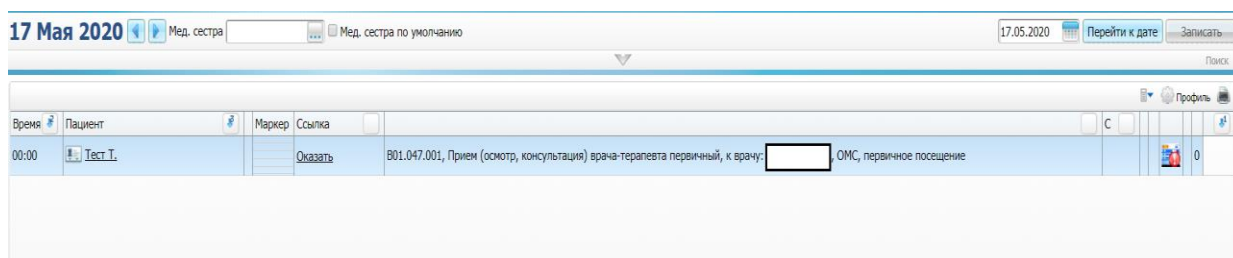 17 Мая 2020 Мед. сестра ... Мед. сестра по умолчанию 17.05.2020 Перейти к дате Записать
Поиск
Профиль
Время Пациент Маркер Ссылка С
00:00 Тест Т. Оказать B01.047.001, Прием (осмотр, консультация) врача-терапевта первичный, к врачу: , ОМС, первичное посещение 0